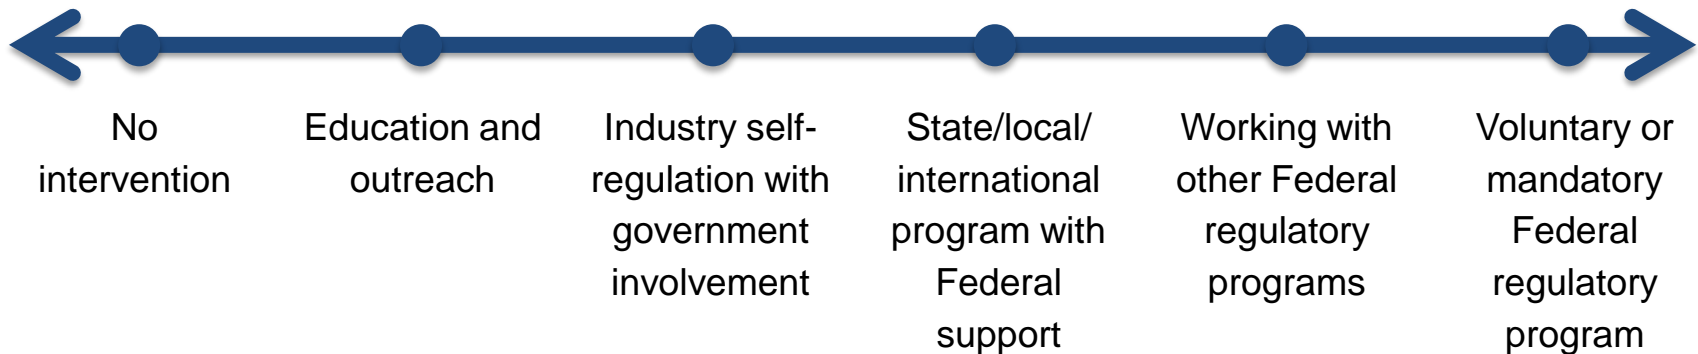 No
intervention
Education and
outreach
Industry self-
regulation with
government
involvement
State/local/
international
program with
Federal
support
Working with
other Federal
regulatory
programs
Voluntary or
mandatory
Federal
regulatory
program